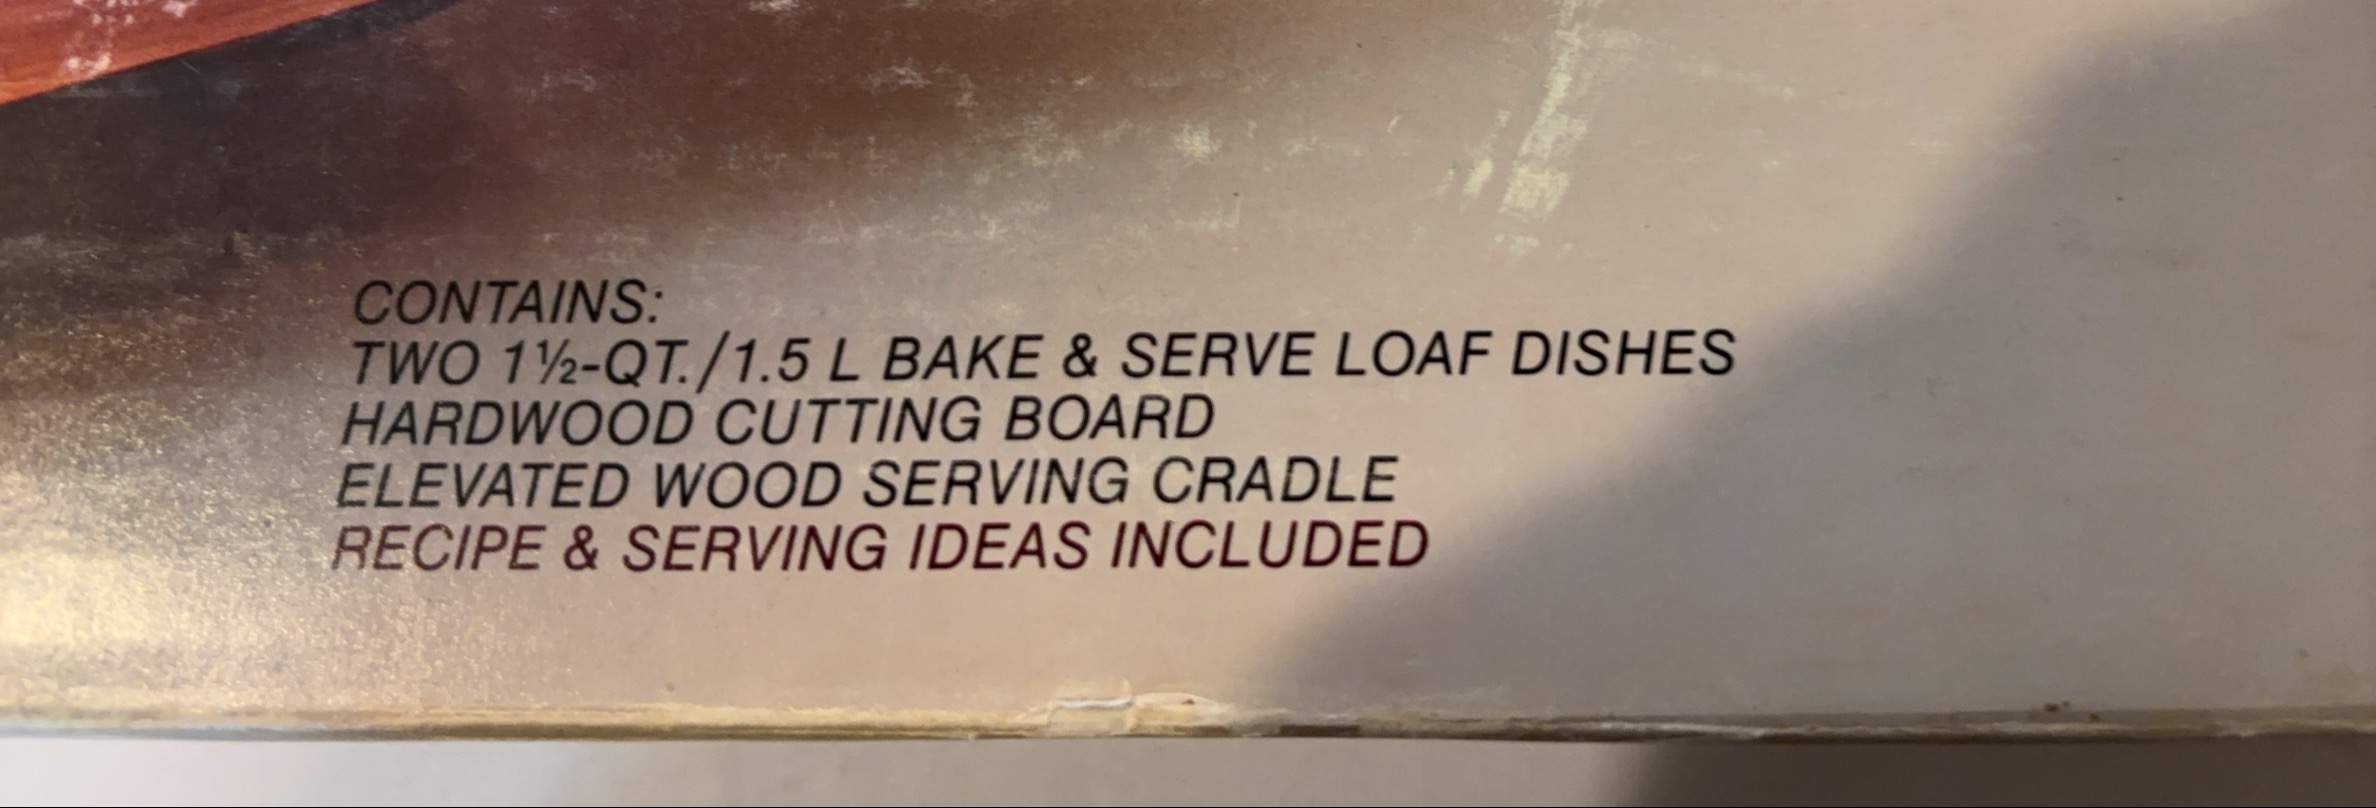 CONTAINS:
TWO 1½-QT./1.5 L BAKE & SERVE LOAF DISHES
HARDWOOD CUTTING BOARD
ELEVATED WOOD SERVING CRADLE
RECIPE & SERVING IDEAS INCLUDED